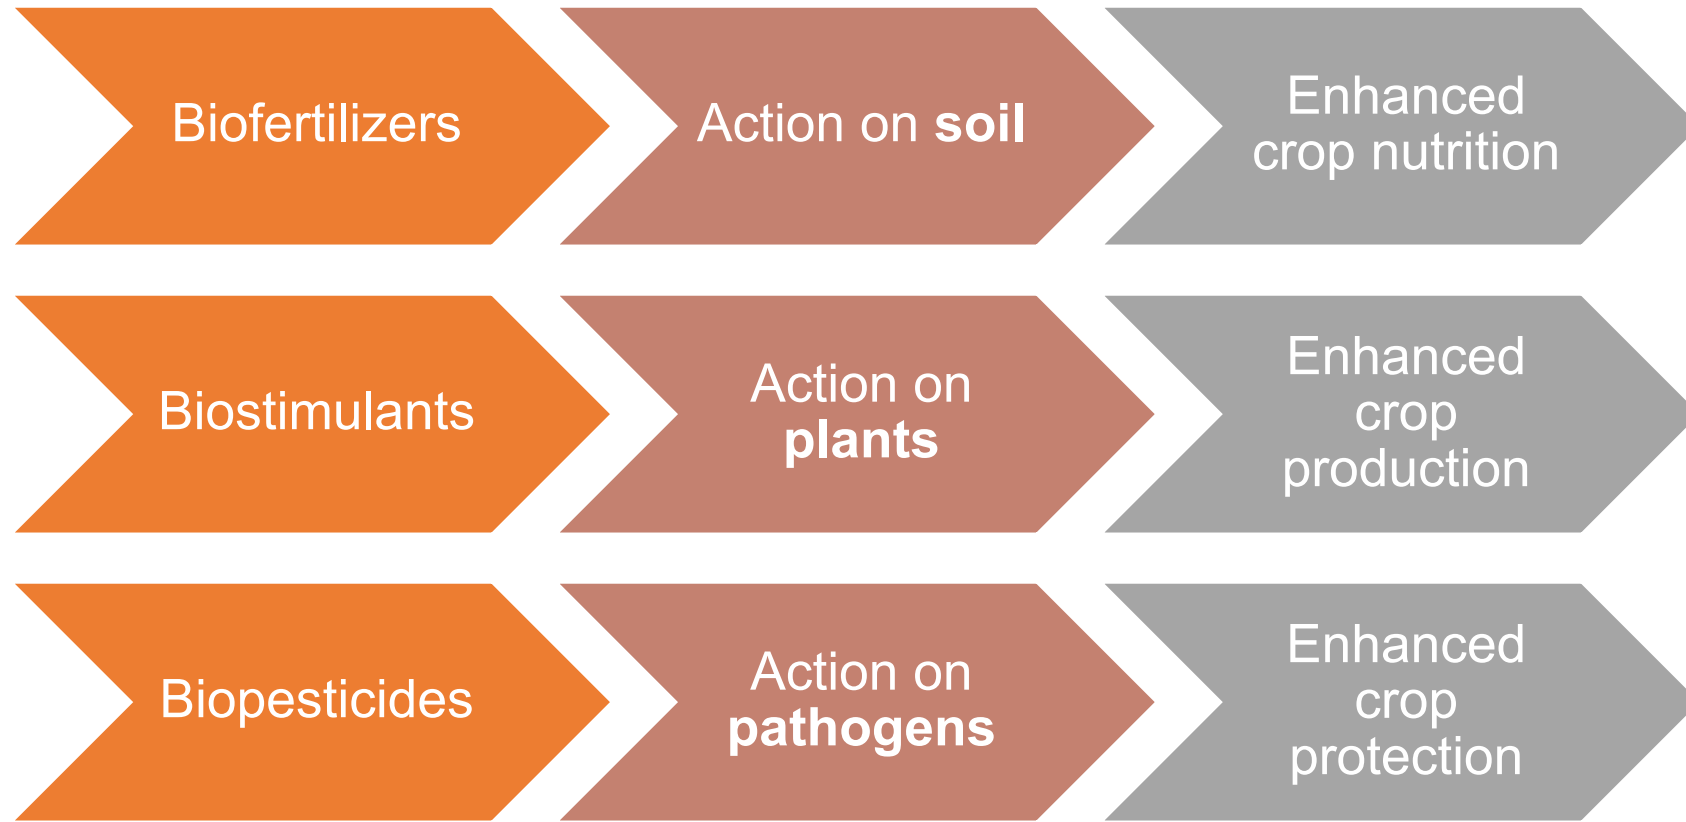 Biofertilizers
Action on soil
Enhanced
crop nutrition
Biostimulants
Action on
plants
Enhanced
crop
production
Biopesticides
Action on
pathogens
Enhanced
crop
protection